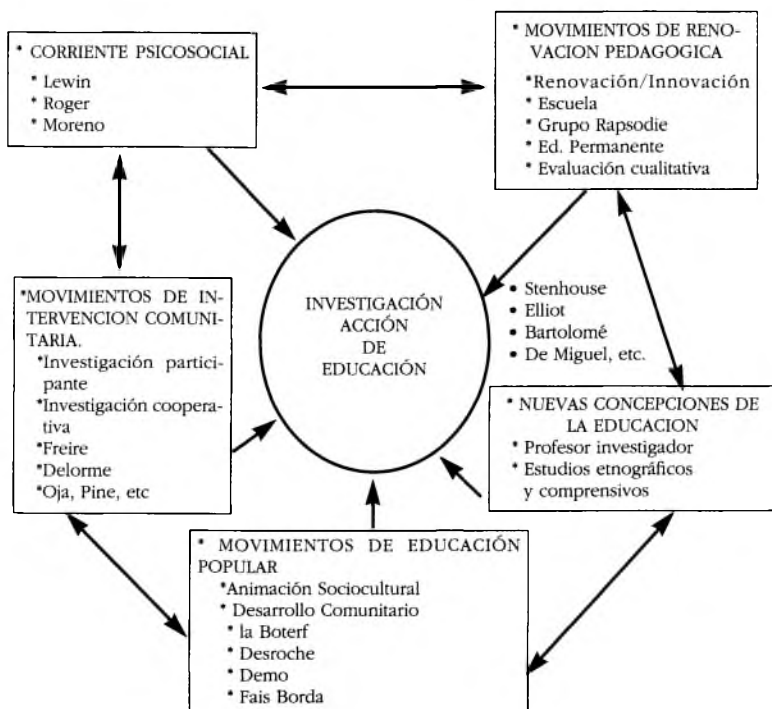 * CORRIENTE PSICOSOCIAL
* Lewin
* Roger
* Moreno
* MOVIMIENTOS DE RENO-
VACION PEDAGOGICA
*Renovación/Innovación
* Escuela
* Grupo Rapsodie
* Ed. Permanente
* Evaluación cualitativa
INVESTIGACIÓN
ACCIÓN
DE
EDUCACIÓN
• Stenhouse
• Elliot
• Bartolomé
• De Miguel, etc.
*MOVIMIENTOS DE IN-
TERVENCION COMUNI-
TARIA.
*Investigación partici-
pante
*Investigación coopera-
tiva
*Freire
*Delorme
*Oja, Pine, etc
* NUEVAS CONCEPCIONES DE
LA EDUCACION
* Profesor investigador
* Estudios etnográficos
y comprensivos
* MOVIMIENTOS DE EDUCACIÓN
POPULAR
*Animación Sociocultural
* Desarrollo Comunitario
* la Boterf
* Desroche
* Demo
* Fais Borda